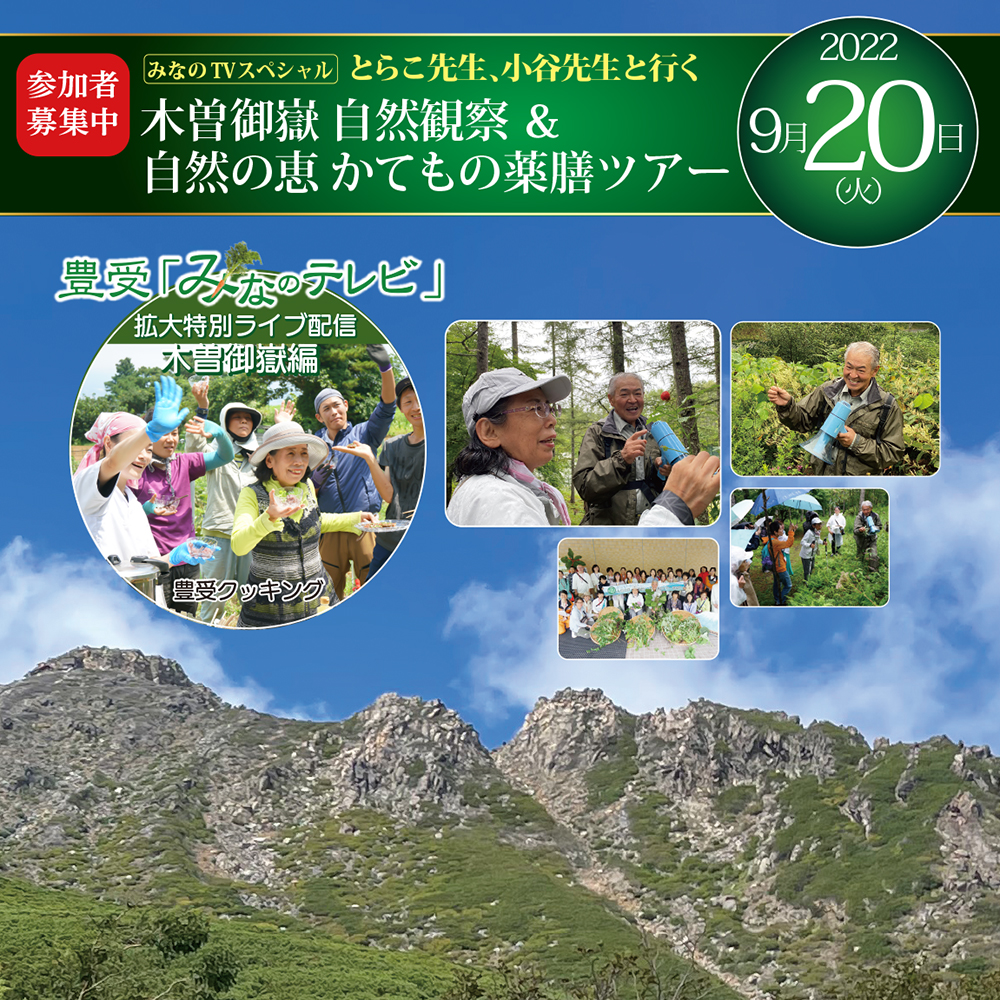 参加者
募集中
みなのTVスペシャル とらこ先生、小谷先生と行く
木曽御嶽 自然観察 &
自然の恵 かてもの薬膳ツアー
2022
9月20日
(火)
豊受「みなのテレビ」
拡大特別ライブ配信
木曽御嶽編
豊受クッキング